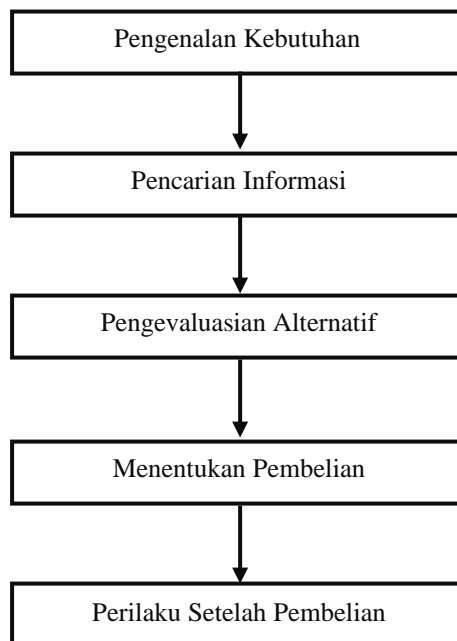 Pengenalan Kebutuhan
Pencarian Informasi
Pengevaluasian Alternatif
Menentukan Pembelian
Perilaku Setelah Pembelian